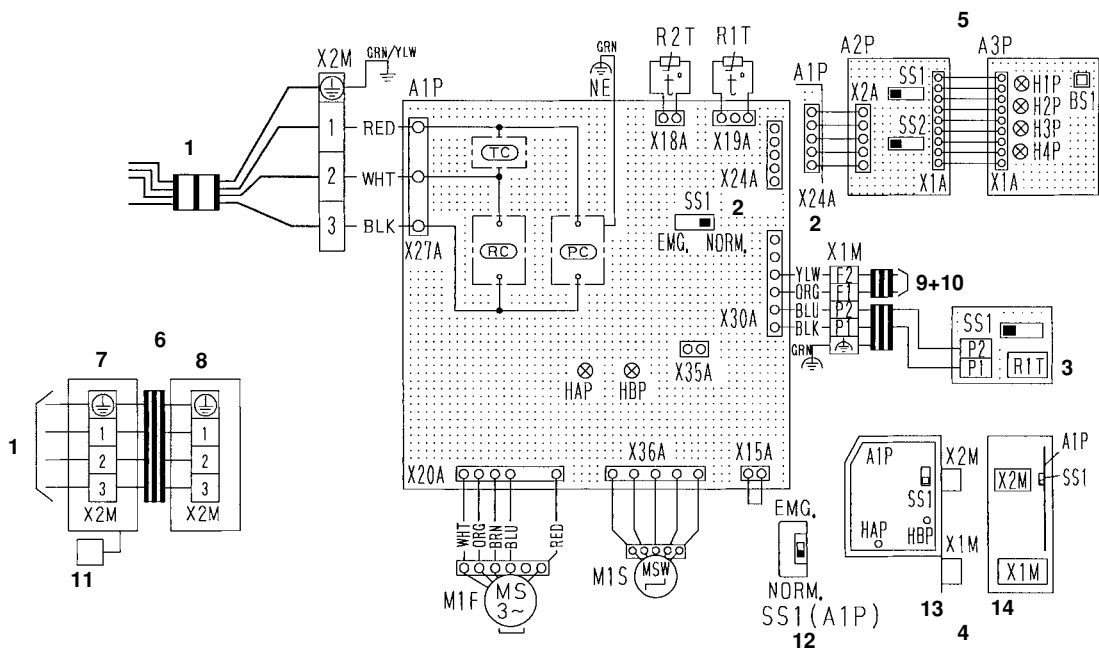 5
R2T R1T A2P A3P
X2M GRN/YLW GRN
A1P NE A1P SS1 H1P
X2A H2P BS1
1 RED X18A X19A SS2 H3P
TC H4P
1 2 WHT X24A X1A X1A
SS1 2 X24A
3 BLK EMG. NORM. 2
X27A RC PC X1M
YLW F2
ORG F1 9+10
BLU P2
X30A BLK P1 SS1
6 GRN P2
7 8 X35A P1 R1T 3
HAP HBP
1 1
1 2 2 A1P X2M A1P
3 3 X20A X36A X15A SS1 X2M SS1
X2M X2M EMG. HAP HBP X1M
WHT ORG BRN BLU RED
11 MSW X1M
M1F MS 3~ M1S NORM. 13 14
SS1(A1P) 4
12